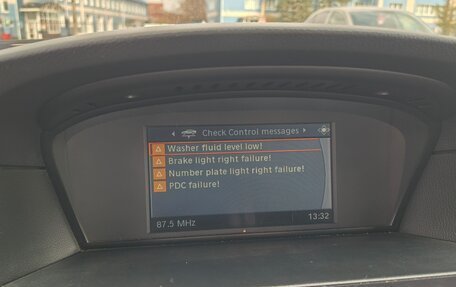 Check Control messages
Washer fluid level low!
Brake light right failure!
Number plate light right failure!
PDC failure!
87.5 MHz 13:32